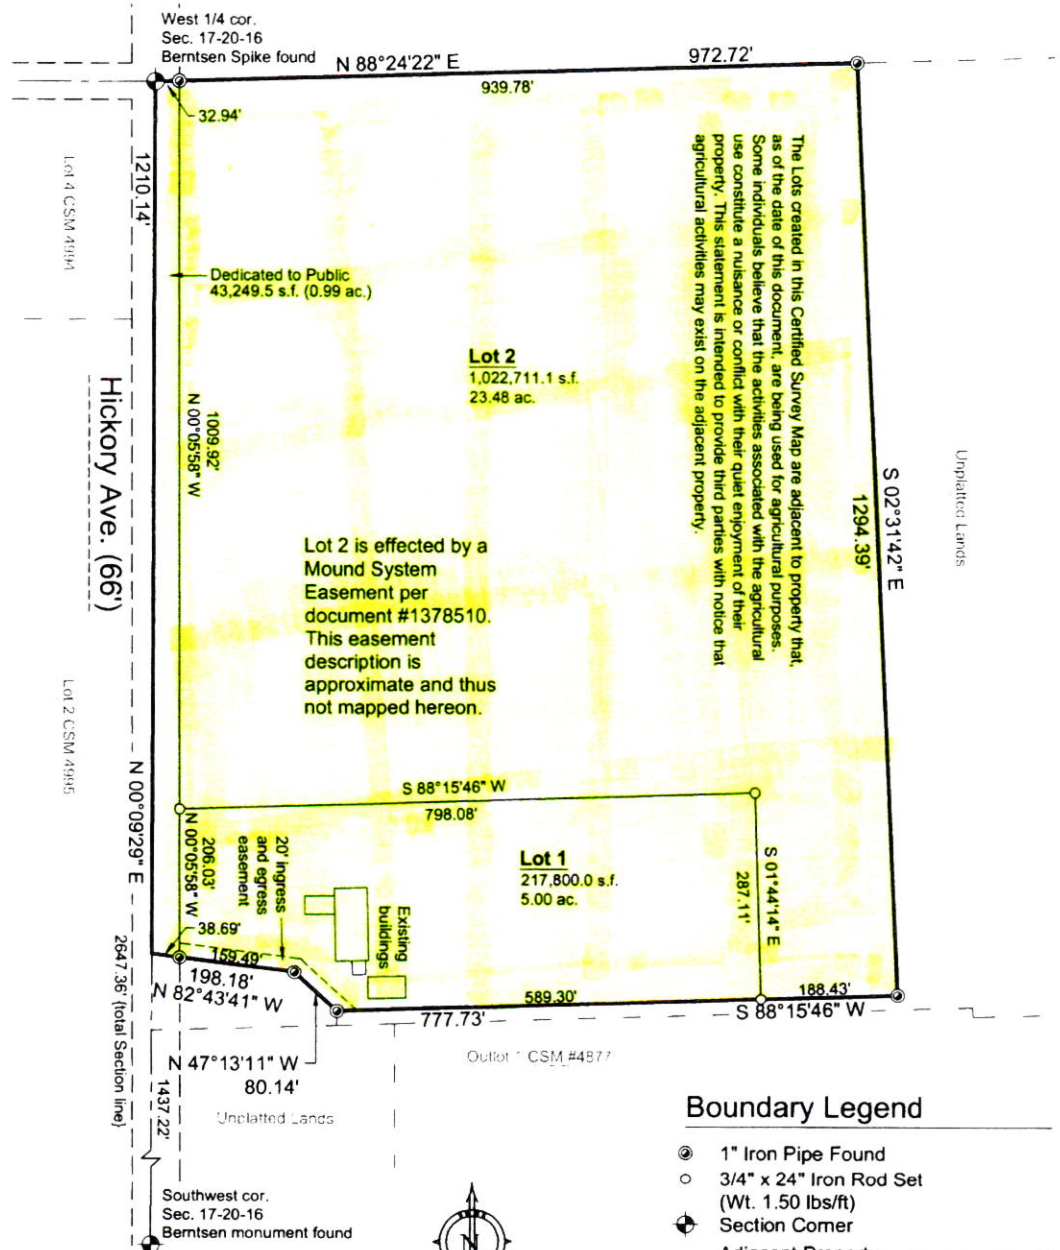 West 1/4 cor.
Sec. 17-20-16
Berntsen Spike found
N 88°24'22" E
972.72'
939.78'
32.94'
1210.14'
Lot 4 CSM 4994
Dedicated to Public
43,249.5 s.f. (0.99 ac.)
The Lots created in this Certified Survey Map are adjacent to property that,
as of the date of this document, are being used for agricultural purposes.
Some individuals believe that the activities associated with the agricultural
use constitute a nuisance or conflict with their quiet enjoyment of their
property. This statement is intended to provide third parties with notice that
agricultural activities may exist on the adjacent property.
Lot 2
1,022,711.1 s.f.
23.48 ac.
1009.92'
N 00°05'58" W
Hickory Ave. (66')
S 02°31'42" E
1294.39'
Unplatted Lands
Lot 2 is effected by a
Mound System
Easement per
document #1378510.
This easement
description is
approximate and thus
not mapped hereon.
Lot 2 CSM 4995
N 00°09'29" E
S 88°15'46" W
798.08'
206.03'
N 00°05'58" W
20' ingress
and egress
easement
Lot 1
217,800.0 s.f.
5.00 ac.
S 01°44'14" E
287.11'
Existing
buildings
38.69'
159.49'
198.18'
N 82°43'41" W
589.30'
188.43'
777.73'
S 88°15'46" W
2647.36' (total Section line)
N 47°13'11" W
80.14'
Outlot 1 CSM #4877
Unplatted Lands
1437.22'
Southwest cor.
Sec. 17-20-16
Berntsen monument found
N
Boundary Legend
1" Iron Pipe Found
3/4" x 24" Iron Rod Set
(Wt. 1.50 lbs/ft)
Section Corner